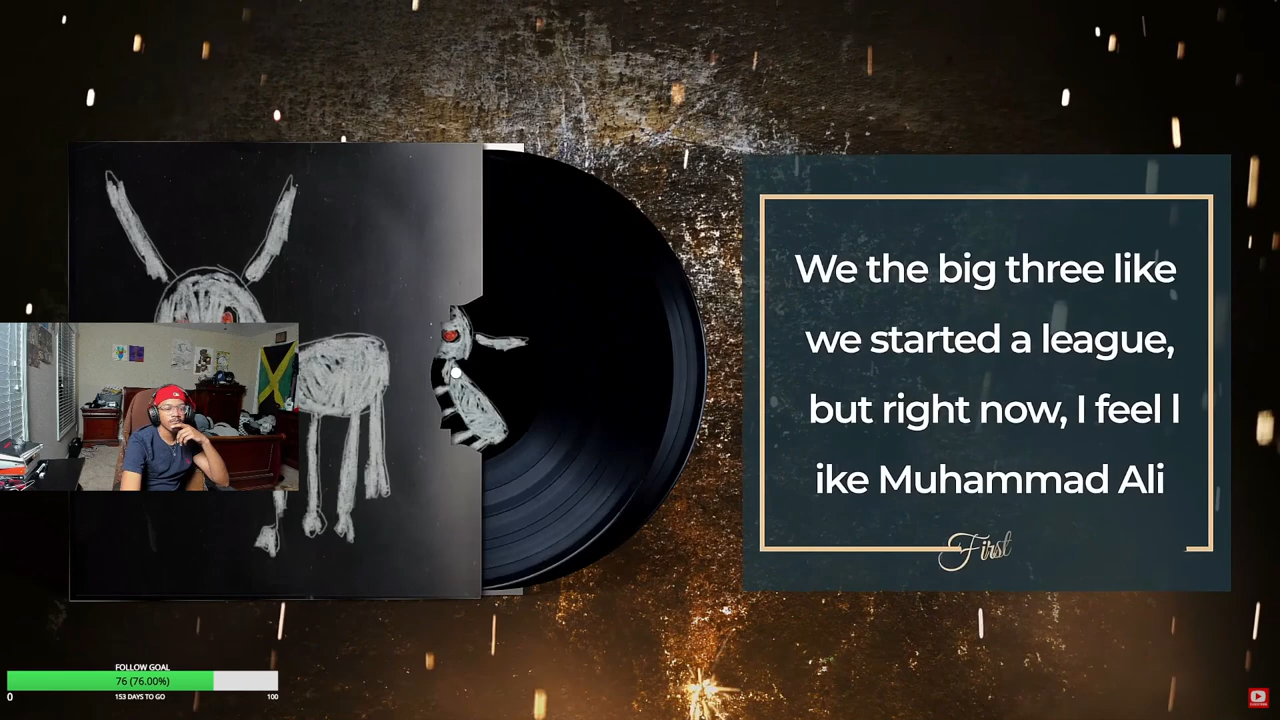 We the big three like
we started a league,
but right now, I feel l
ike Muhammad Ali
First
FOLLOW GOAL
76 (76.00%)
0
153 DAYS TO GO
100